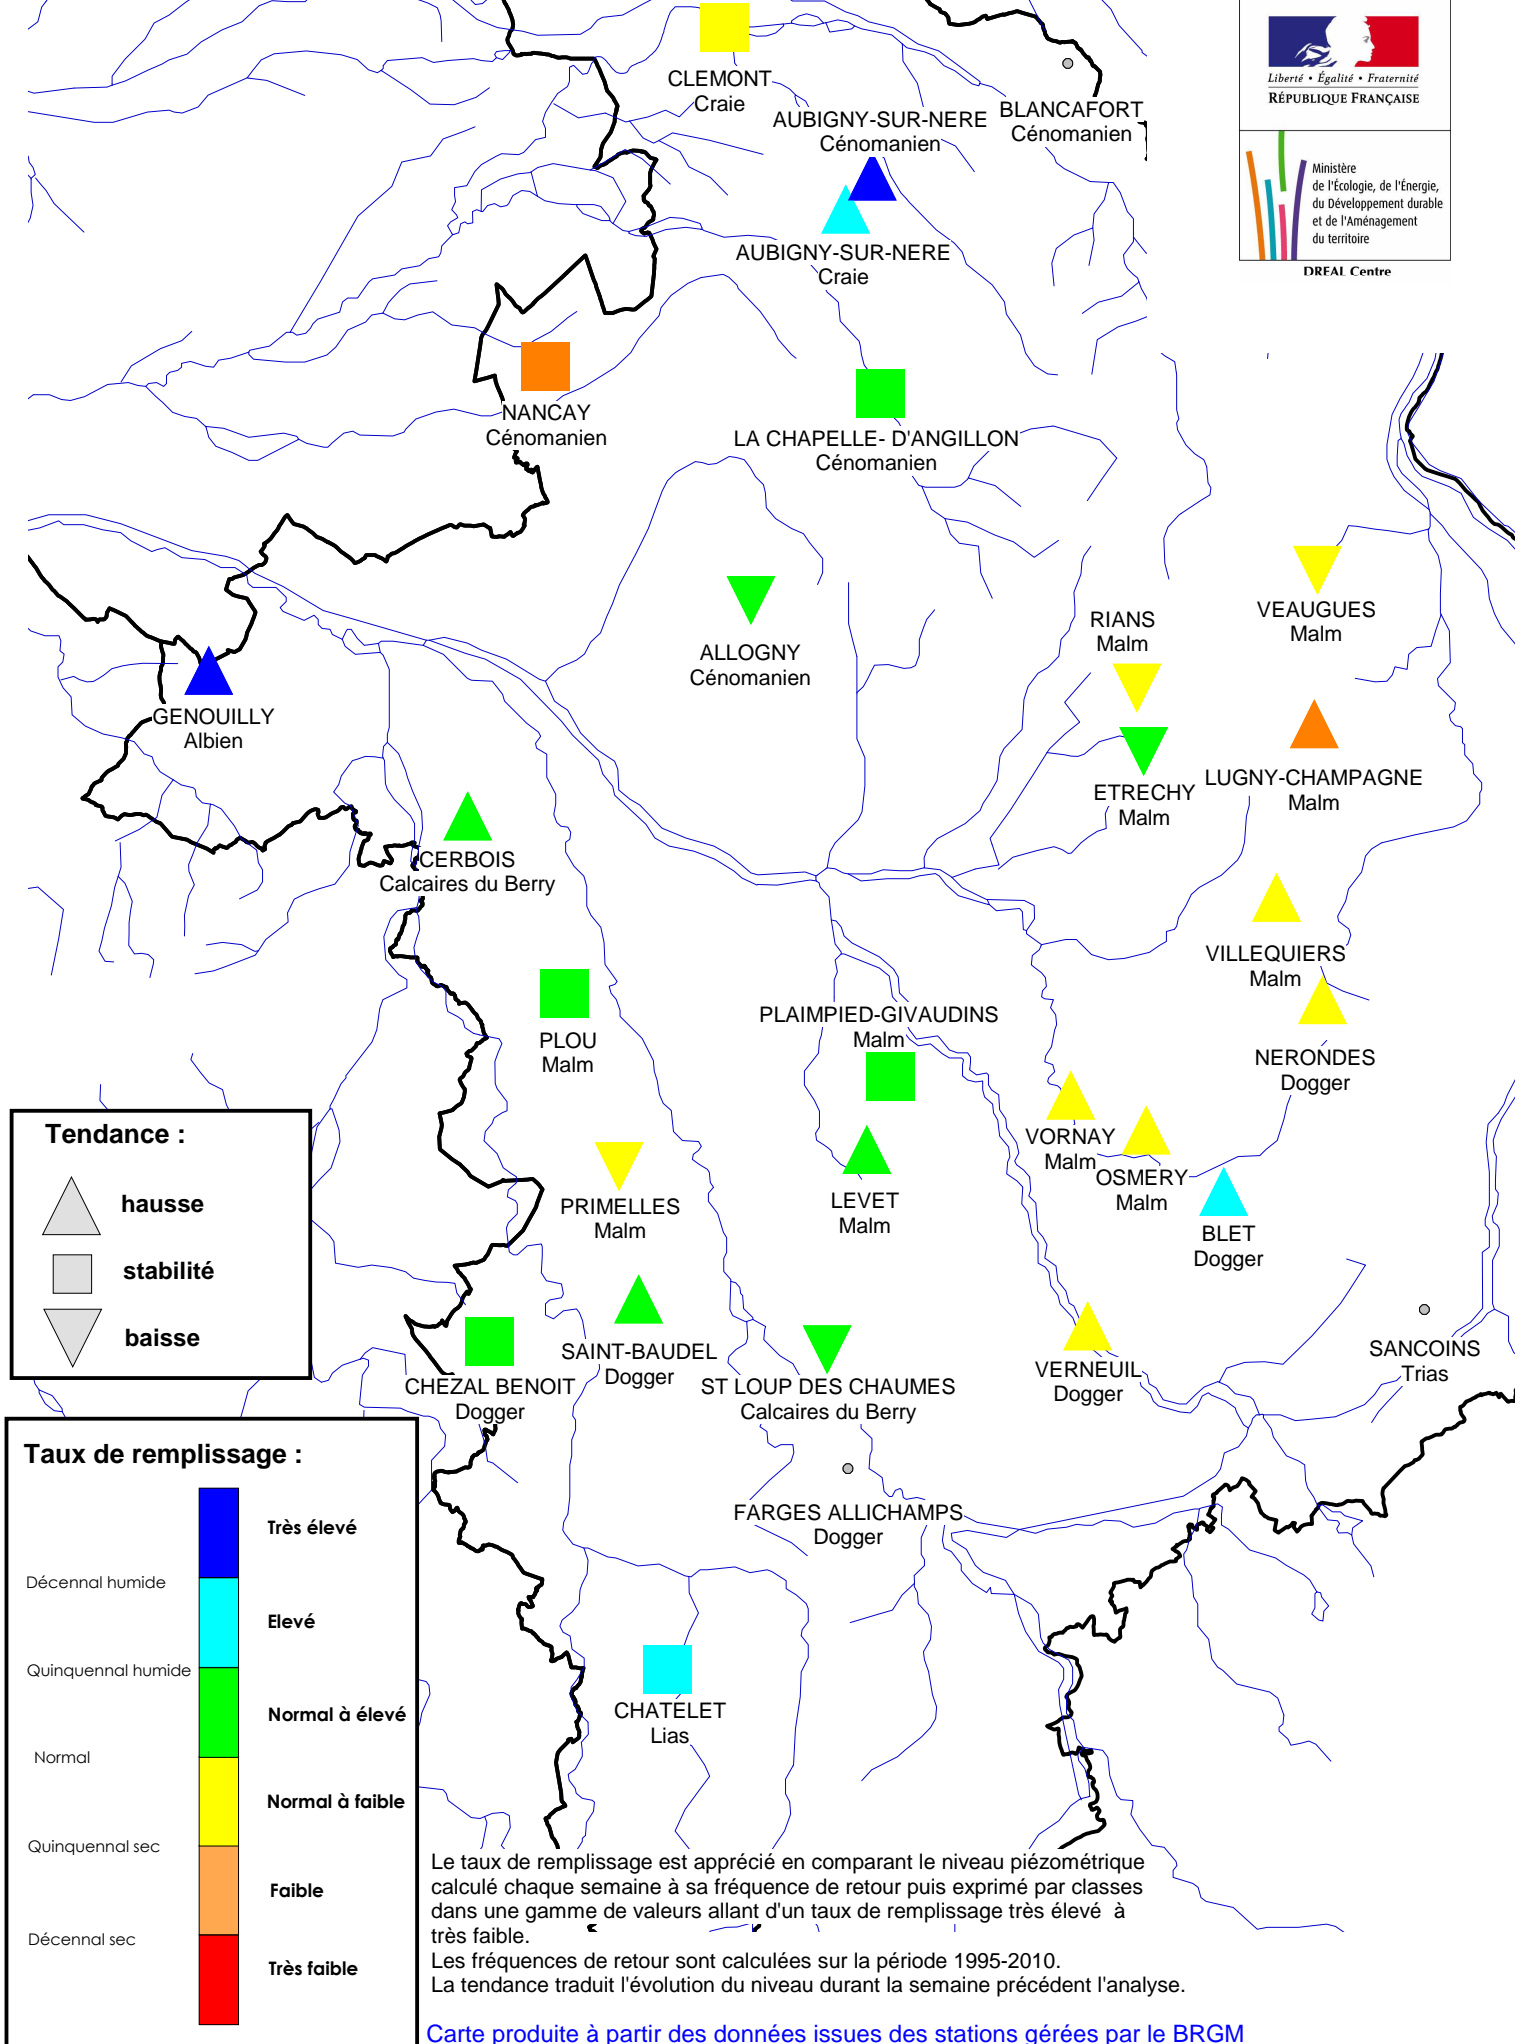 Liberté • Égalité • Fraternité
RÉPUBLIQUE FRANÇAISE
Ministère
de l'Écologie, de l'Énergie,
du Développement durable
et de l'Aménagement
du territoire
DREAL Centre
CLEMONT
Craie
AUBIGNY-SUR-NERE
Cénomanien
BLANCAFORT
Cénomanien
AUBIGNY-SUR-NERE
Craie
NANCAY
Cénomanien
LA CHAPELLE- D'ANGILLON
Cénomanien
VEAUGUES
Malm
RIANS
Malm
ALLOGNY
Cénomanien
GENOUILLY
Albien
LUGNY-CHAMPAGNE
Malm
ETRECHY
Malm
CERBOIS
Calcaires du Berry
VILLEQUIERS
Malm
PLOU
Malm
PLAIMPIED-GIVAUDINS
Malm
NERONDES
Dogger
VORNAY
Malm
OSMERY
Malm
PRIMELLES
Malm
LEVET
Malm
BLET
Dogger
SAINT-BAUDEL
Dogger
CHEZAL BENOIT
Dogger
ST LOUP DES CHAUMES
Calcaires du Berry
VERNEUIL
Dogger
SANCOINS
Trias
FARGES ALLICHAMPS
Dogger
CHATELET
Lias
Tendance :
hausse
stabilité
baisse
Taux de remplissage :
Très élevé
Décennal humide
Elevé
Quinquennal humide
Normal à élevé
Normal
Normal à faible
Quinquennal sec
Faible
Décennal sec
Très faible
Le taux de remplissage est apprécié en comparant le niveau piézométrique
calculé chaque semaine à sa fréquence de retour puis exprimé par classes
dans une gamme de valeurs allant d'un taux de remplissage très élevé à
très faible.
Les fréquences de retour sont calculées sur la période 1995-2010.
La tendance traduit l'évolution du niveau durant la semaine précédent l'analyse.
Carte produite à partir des données issues des stations gérées par le BRGM